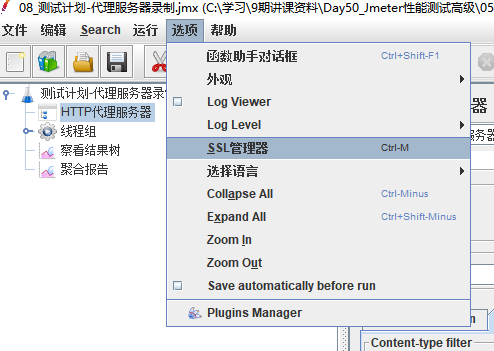 08_测试计划-代理服务器录制.jmx (C:\学习\9期讲课资料\Day50_Jmeter性能测试高级\05
文件 编辑 Search 运行 选项 帮助
测试计划-代理服务器录
HTTP代理服务器
线程组
察看结果树
聚合报告
函数助手对话框 Ctrl+Shift-F1
外观
Log Viewer
Log Level
SSL管理器 Ctrl-M
选择语言
Collapse All Ctrl-Minus
Expand All Ctrl+Shift-Minus
Zoom In
Zoom Out
Save automatically before run
Plugins Manager
器
务器
Content-type filter